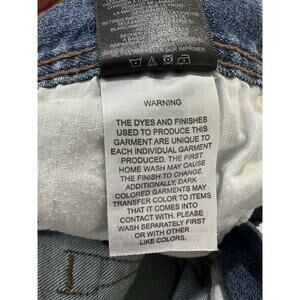 WARNING
THE DYES AND FINISHES
USED TO PRODUCE THIS
GARMENT ARE UNIQUE TO
EACH INDIVIDUAL GARMENT
PRODUCED. THE FIRST
HOME WASH MAY CAUSE
THE FINISH TO CHANGE.
ADDITIONALLY, DARK
COLORED GARMENTS MAY
TRANSFER COLOR TO ITEMS
THAT IT COMES INTO
CONTACT WITH. PLEASE
WASH SEPARATELY FIRST
OR WITH OTHER
LIKE COLORS.